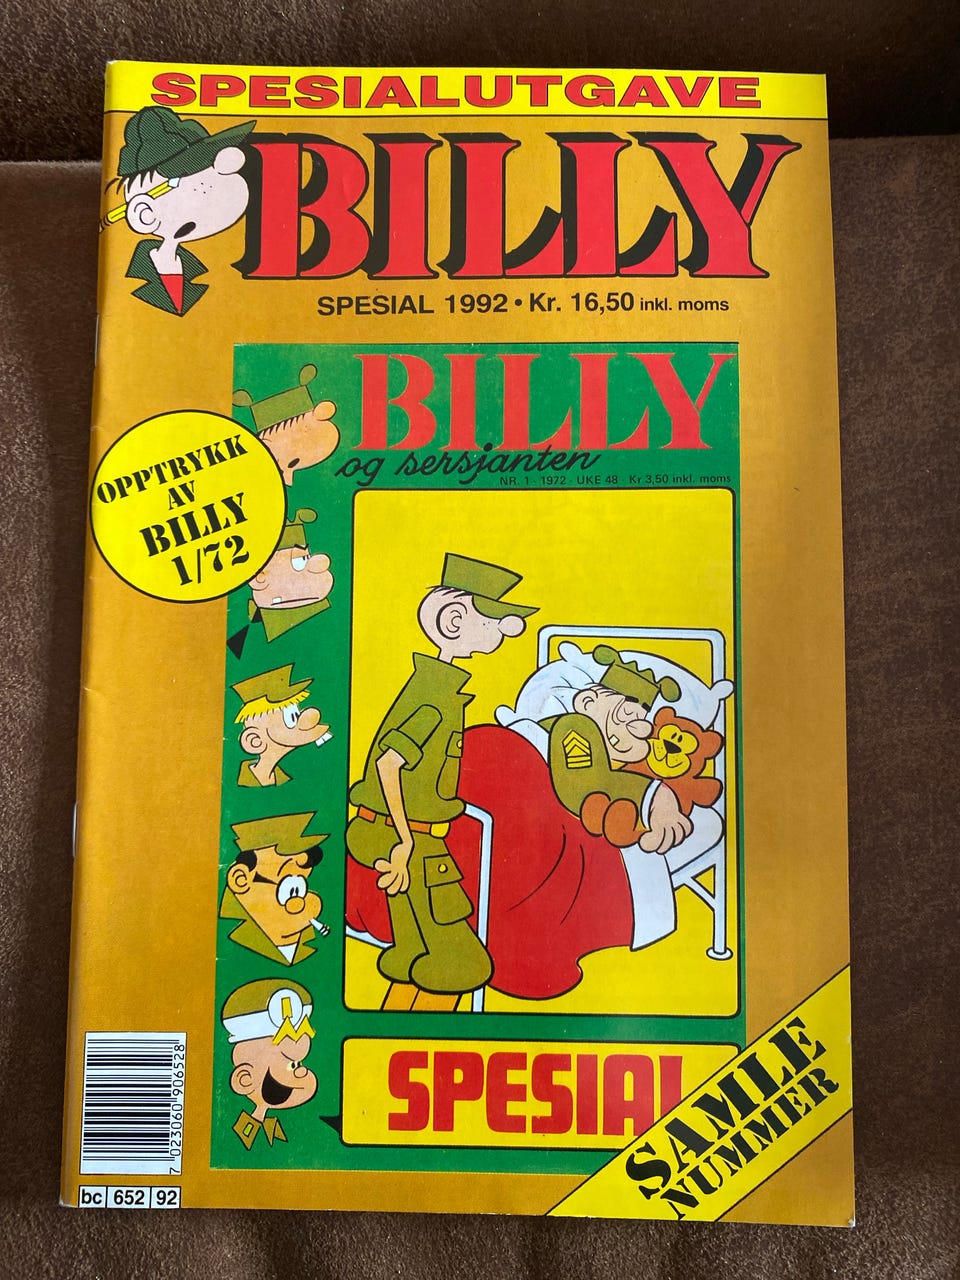 SPESIALUTGAVE
BILLY
SPESIAL 1992 • Kr. 16,50 inkl. moms
BILLY
og sersjanten
NR. 1 - 1972 - UKE 48 Kr 3,50 inkl. moms
OPPTRYKK
AV
BILLY
1/72
SPESIAL
SAMLE
NUMMER
7 023060 906528
bc 652 92